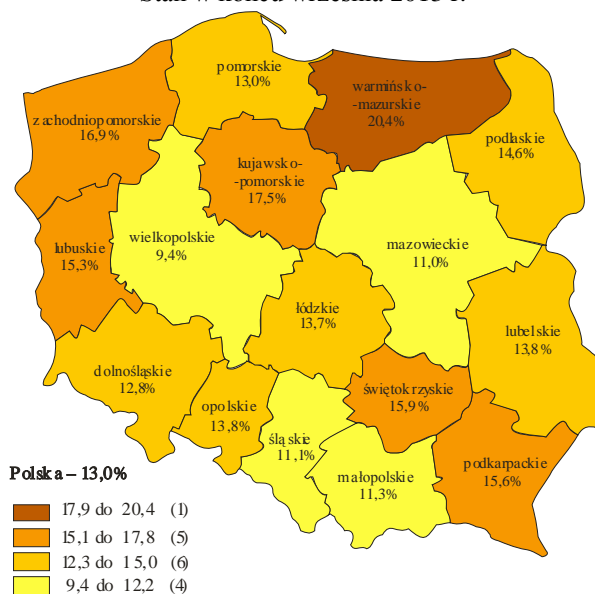 Stan w końcu września 2013 r.
pomorskie
13,0%
warmińsko-
-mazurskie
20,4%
zachodniopomorskie
16,9%
podlaskie
14,6%
kujawsko-
-pomorskie
17,5%
wielkopolskie
9,4%
mazowieckie
11,0%
lubuskie
15,3%
łódzkie
13,7%
lubelskie
13,8%
dolnośląskie
12,8%
opolskie
13,8%
świętokrzyskie
15,9%
śląskie
11,1%
małopolskie
11,3%
podkarpackie
15,6%
Polska – 13,0%
17,9 do 20,4 (1)
15,1 do 17,8 (5)
12,3 do 15,0 (6)
9,4 do 12,2 (4)